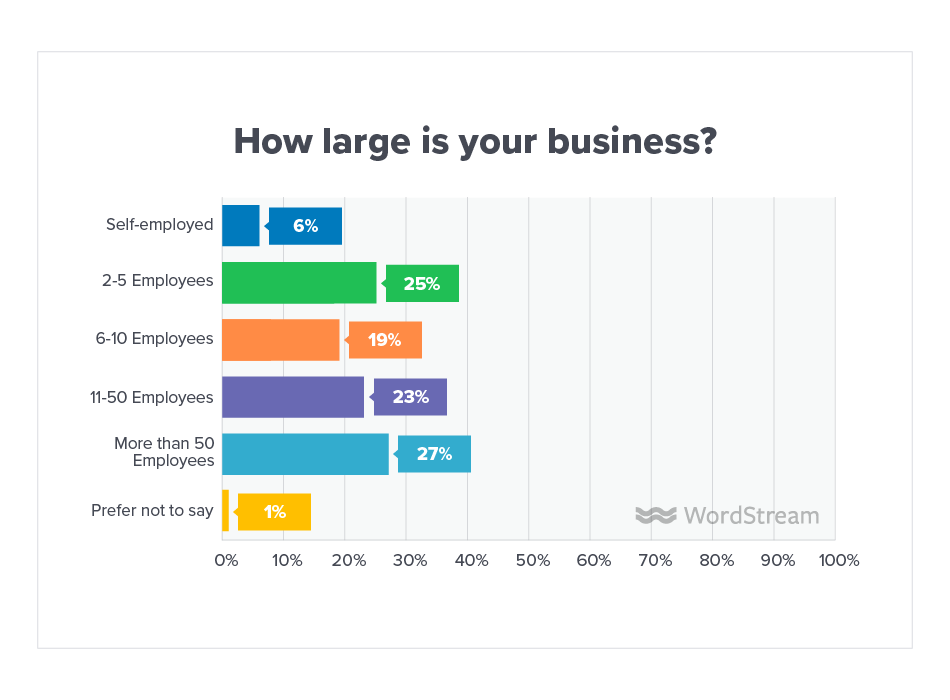 How large is your business?
Self-employed
6%
2-5 Employees
25%
6-10 Employees
19%
11-50 Employees
23%
More than 50
Employees
27%
Prefer not to say
1%
WordStream
0% 10% 20% 30% 40% 50% 60% 70% 80% 90% 100%